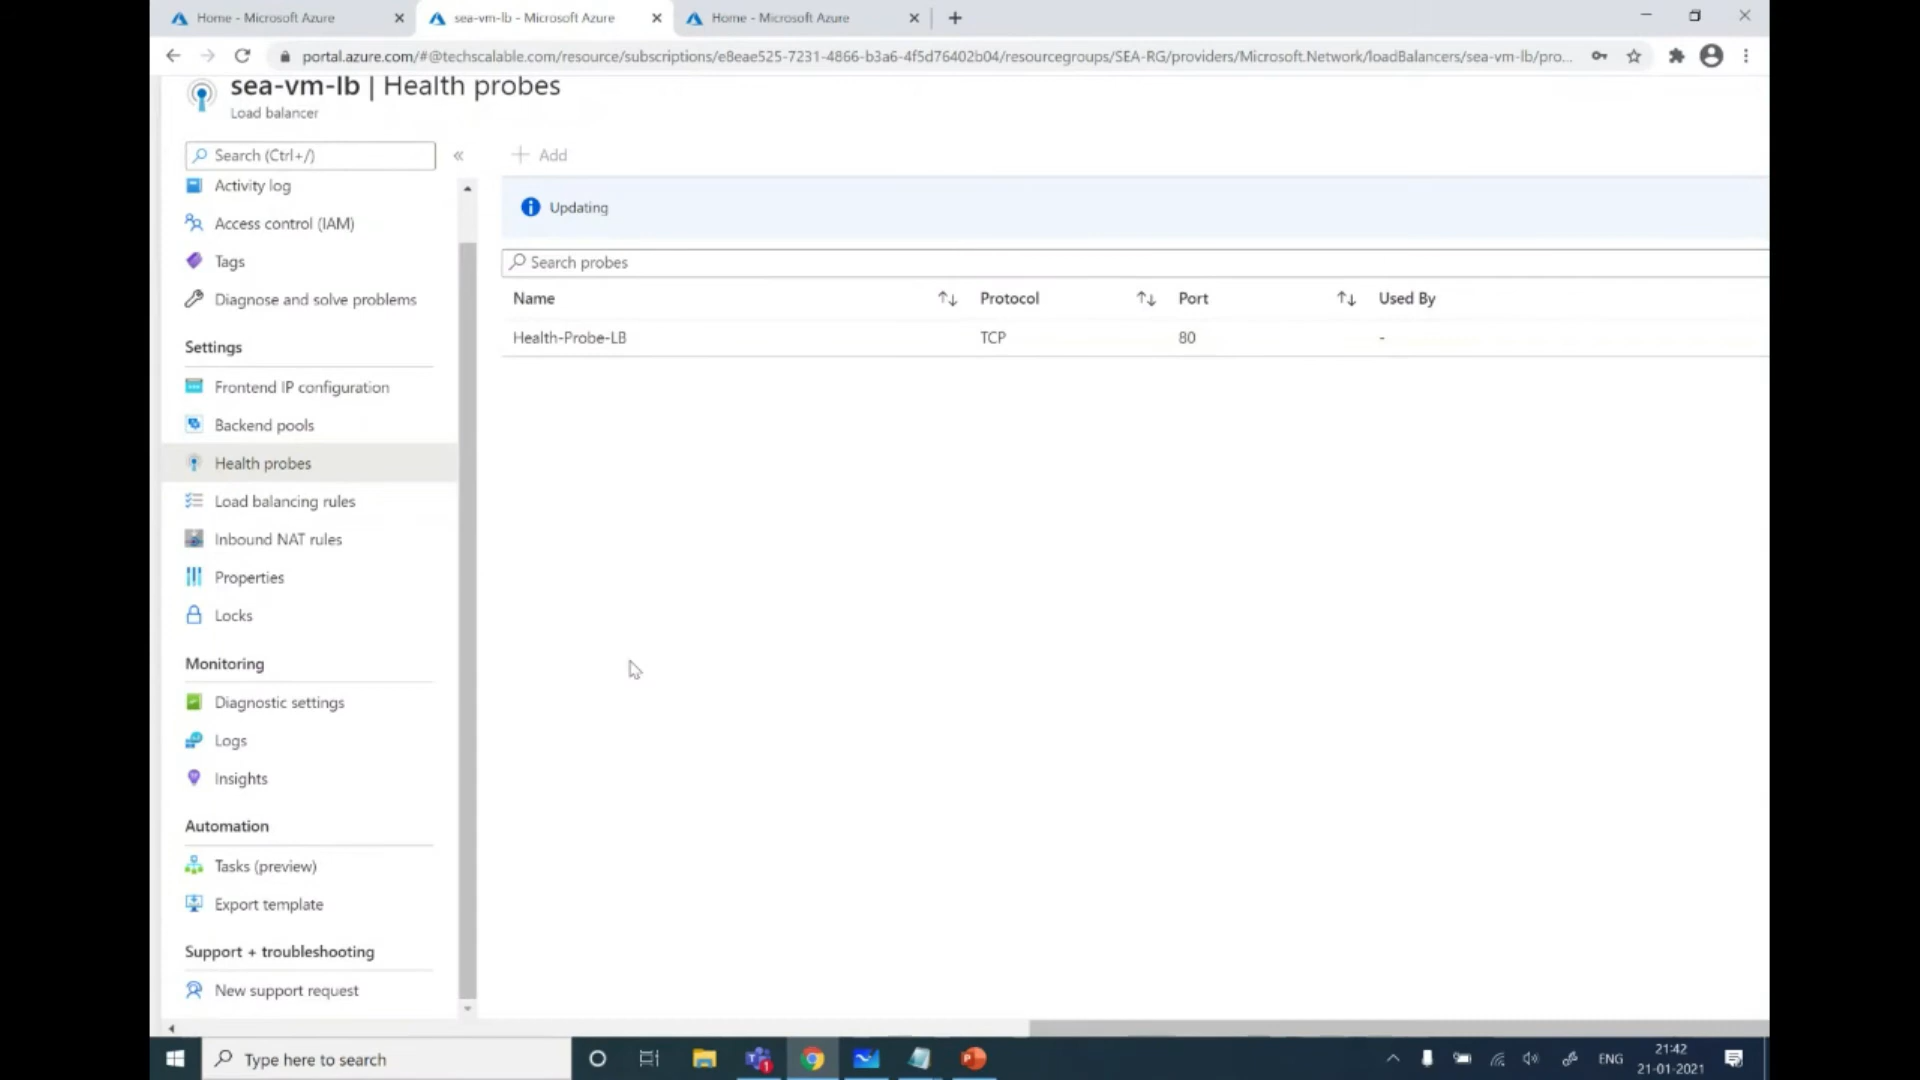 Home - Microsoft Azure
sea-vm-lb - Microsoft Azure
Home - Microsoft Azure
portal.azure.com/#@techscalable.com/resource/subscriptions/e8eae525-7231-4866-b3a6-4f5d76402b04/resourcegroups/SEA-RG/providers/Microsoft.Network/loadBalancers/sea-vm-lb/pro...
sea-vm-lb | Health probes
Load balancer
Search (Ctrl+/)
«
Add
Activity log
Access control (IAM)
Tags
Diagnose and solve problems
Settings
Frontend IP configuration
Backend pools
Health probes
Load balancing rules
Inbound NAT rules
Properties
Locks
Monitoring
Diagnostic settings
Logs
Insights
Automation
Tasks (preview)
Export template
Support + troubleshooting
New support request
Updating
Search probes
Name Protocol Port Used By
Health-Probe-LB TCP 80 -
Type here to search
1
ENG
21:42
21-01-2021